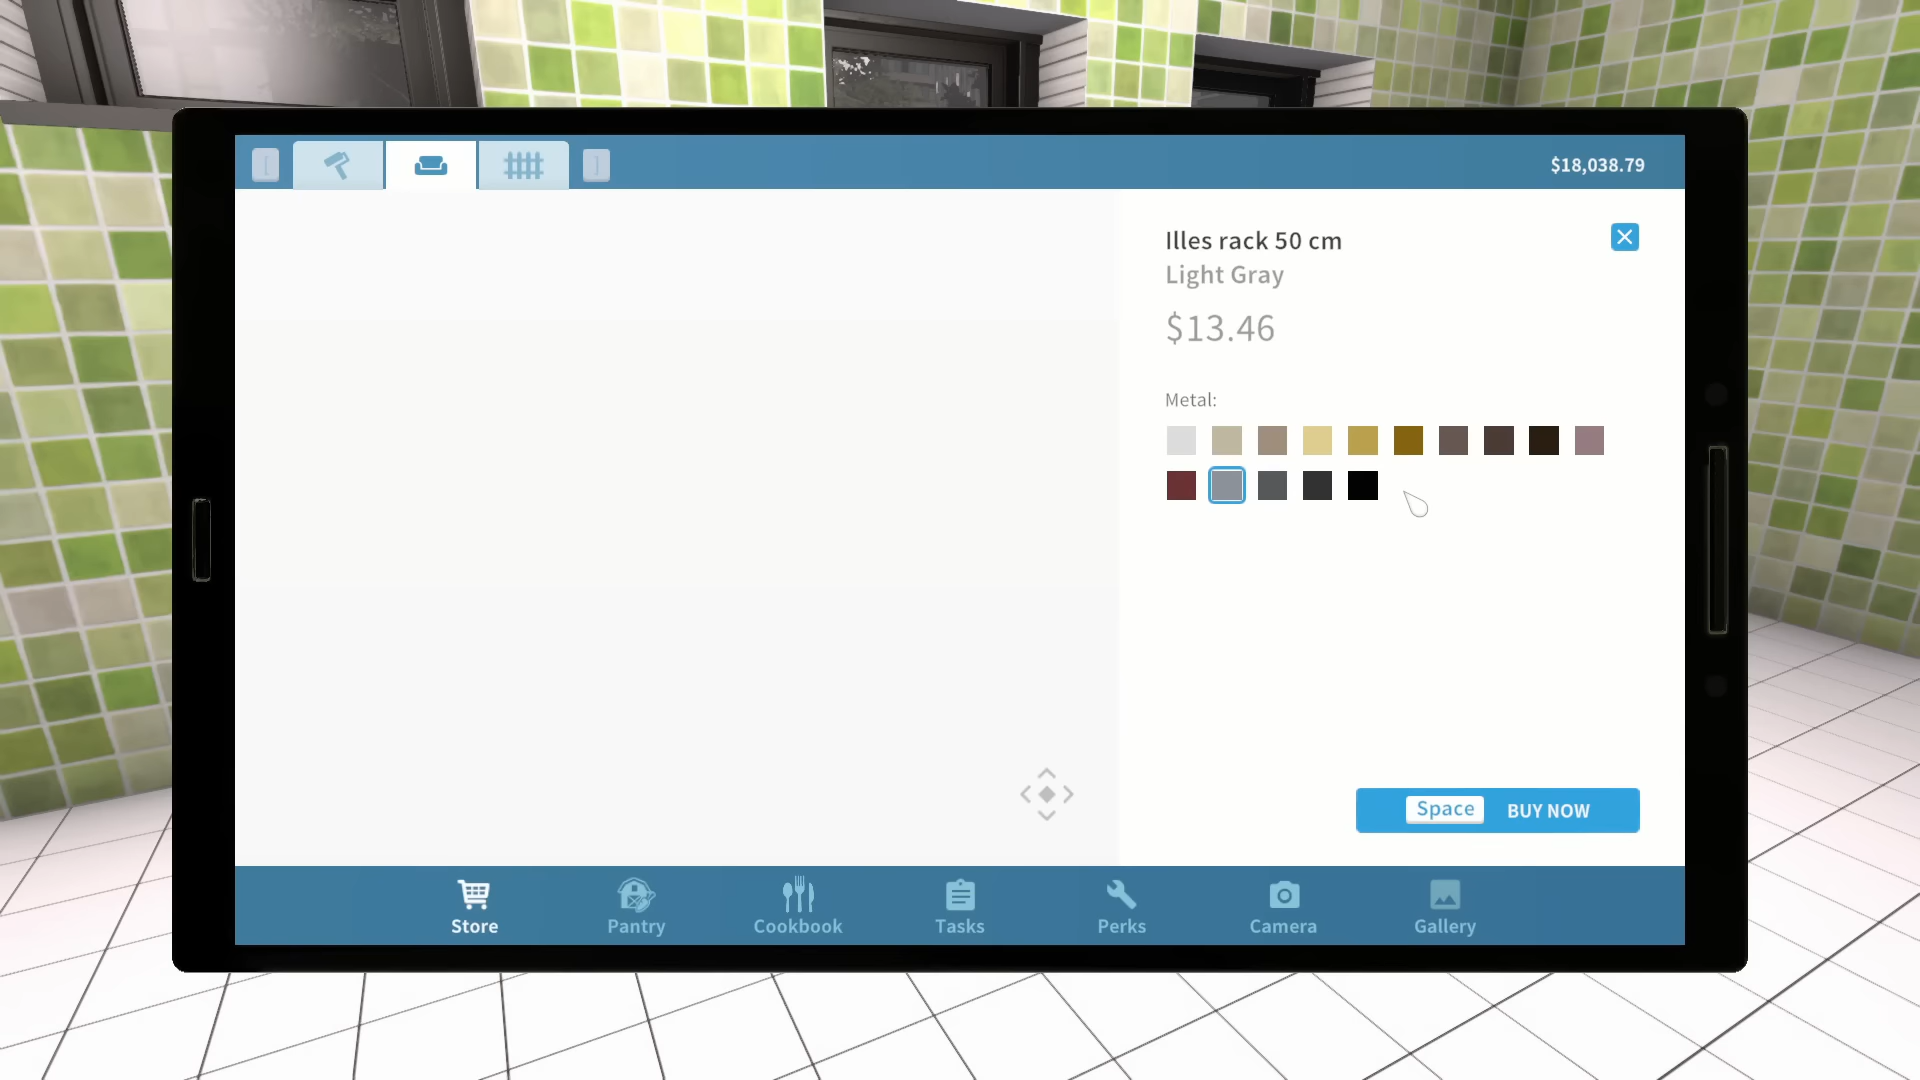 [
]
$18,038.79
Illes rack 50 cm
Light Gray
$13.46
Metal:
Space BUY NOW
Store
Pantry
Cookbook
Tasks
Perks
Camera
Gallery